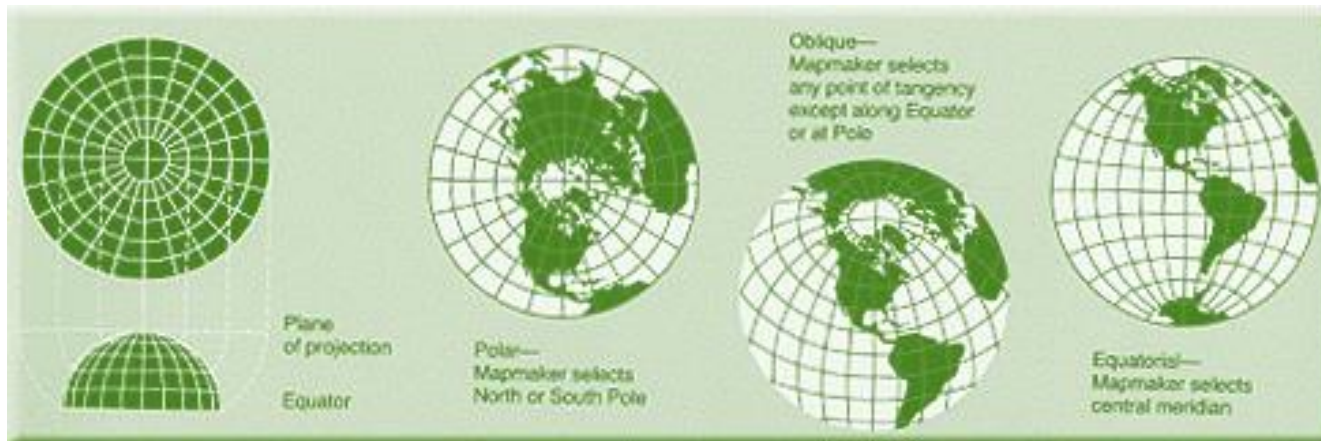 Plane
of projection
Equator
Polar—
Mapmaker selects
North or South Pole
Oblique—
Mapmaker selects
any point of tangency
except along Equator
or at Pole
Equatorial—
Mapmaker selects
central meridian